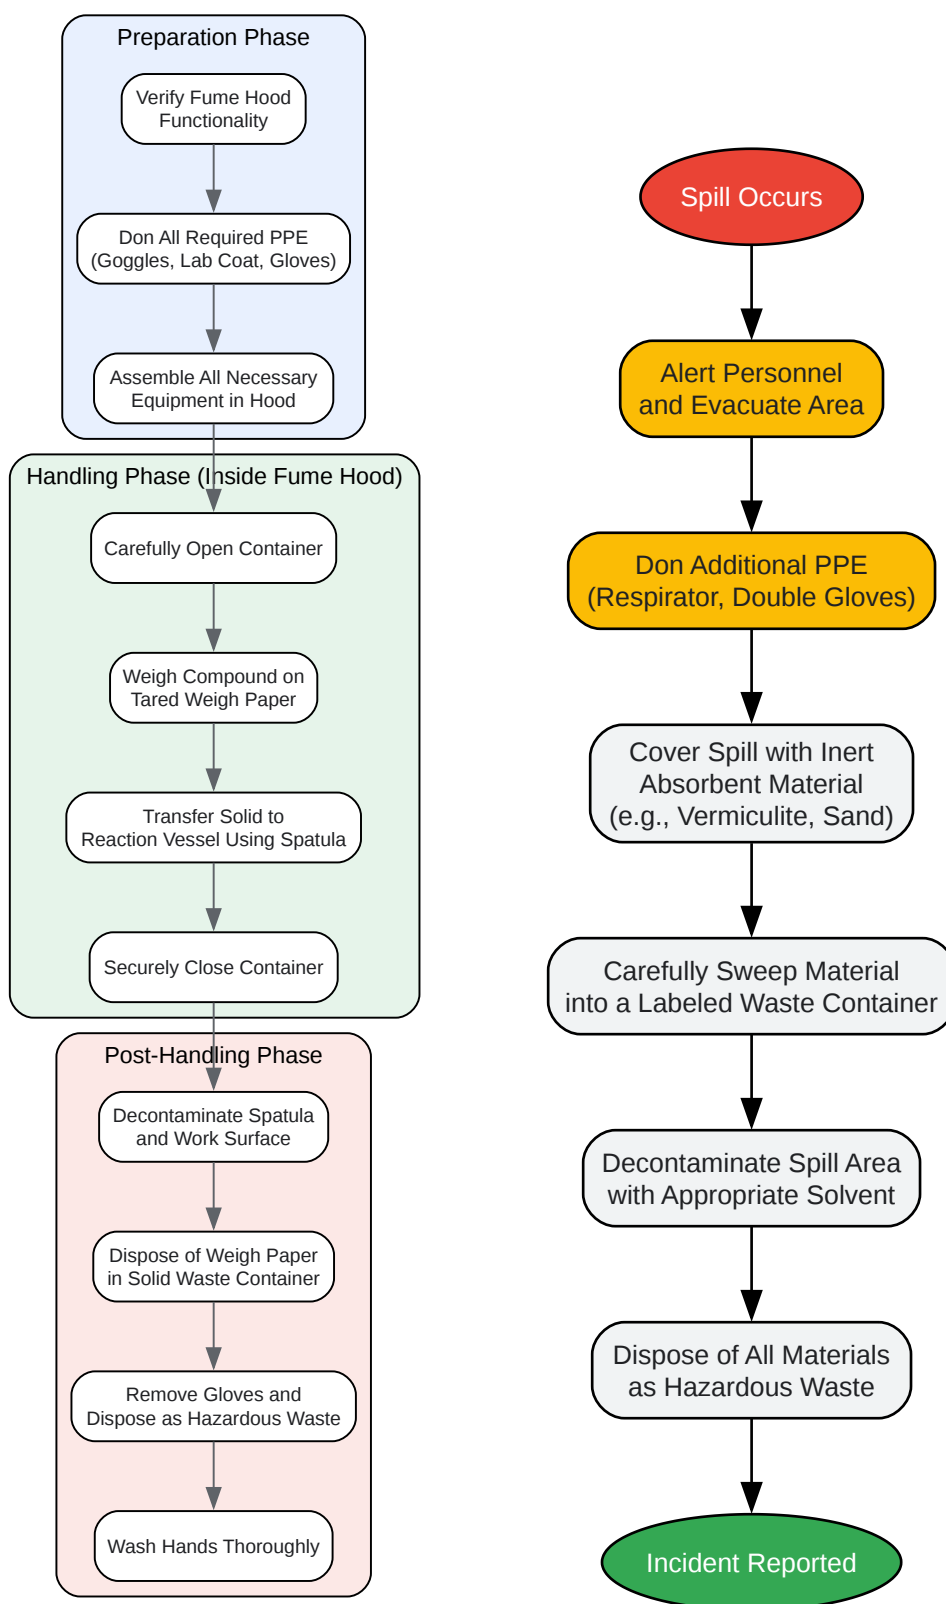 Preparation Phase
Verify Fume Hood
Functionality
Don All Required PPE
(Goggles, Lab Coat, Gloves)
Assemble All Necessary
Equipment in Hood
Handling Phase (Inside Fume Hood)
Carefully Open Container
Weigh Compound on
Tared Weigh Paper
Transfer Solid to
Reaction Vessel Using Spatula
Securely Close Container
Post-Handling Phase
Decontaminate Spatula
and Work Surface
Dispose of Weigh Paper
in Solid Waste Container
Remove Gloves and
Dispose as Hazardous Waste
Wash Hands Thoroughly
Spill Occurs
Alert Personnel
and Evacuate Area
Don Additional PPE
(Respirator, Double Gloves)
Cover Spill with Inert
Absorbent Material
(e.g., Vermiculite, Sand)
Carefully Sweep Material
into a Labeled Waste Container
Decontaminate Spill Area
with Appropriate Solvent
Dispose of All Materials
as Hazardous Waste
Incident Reported